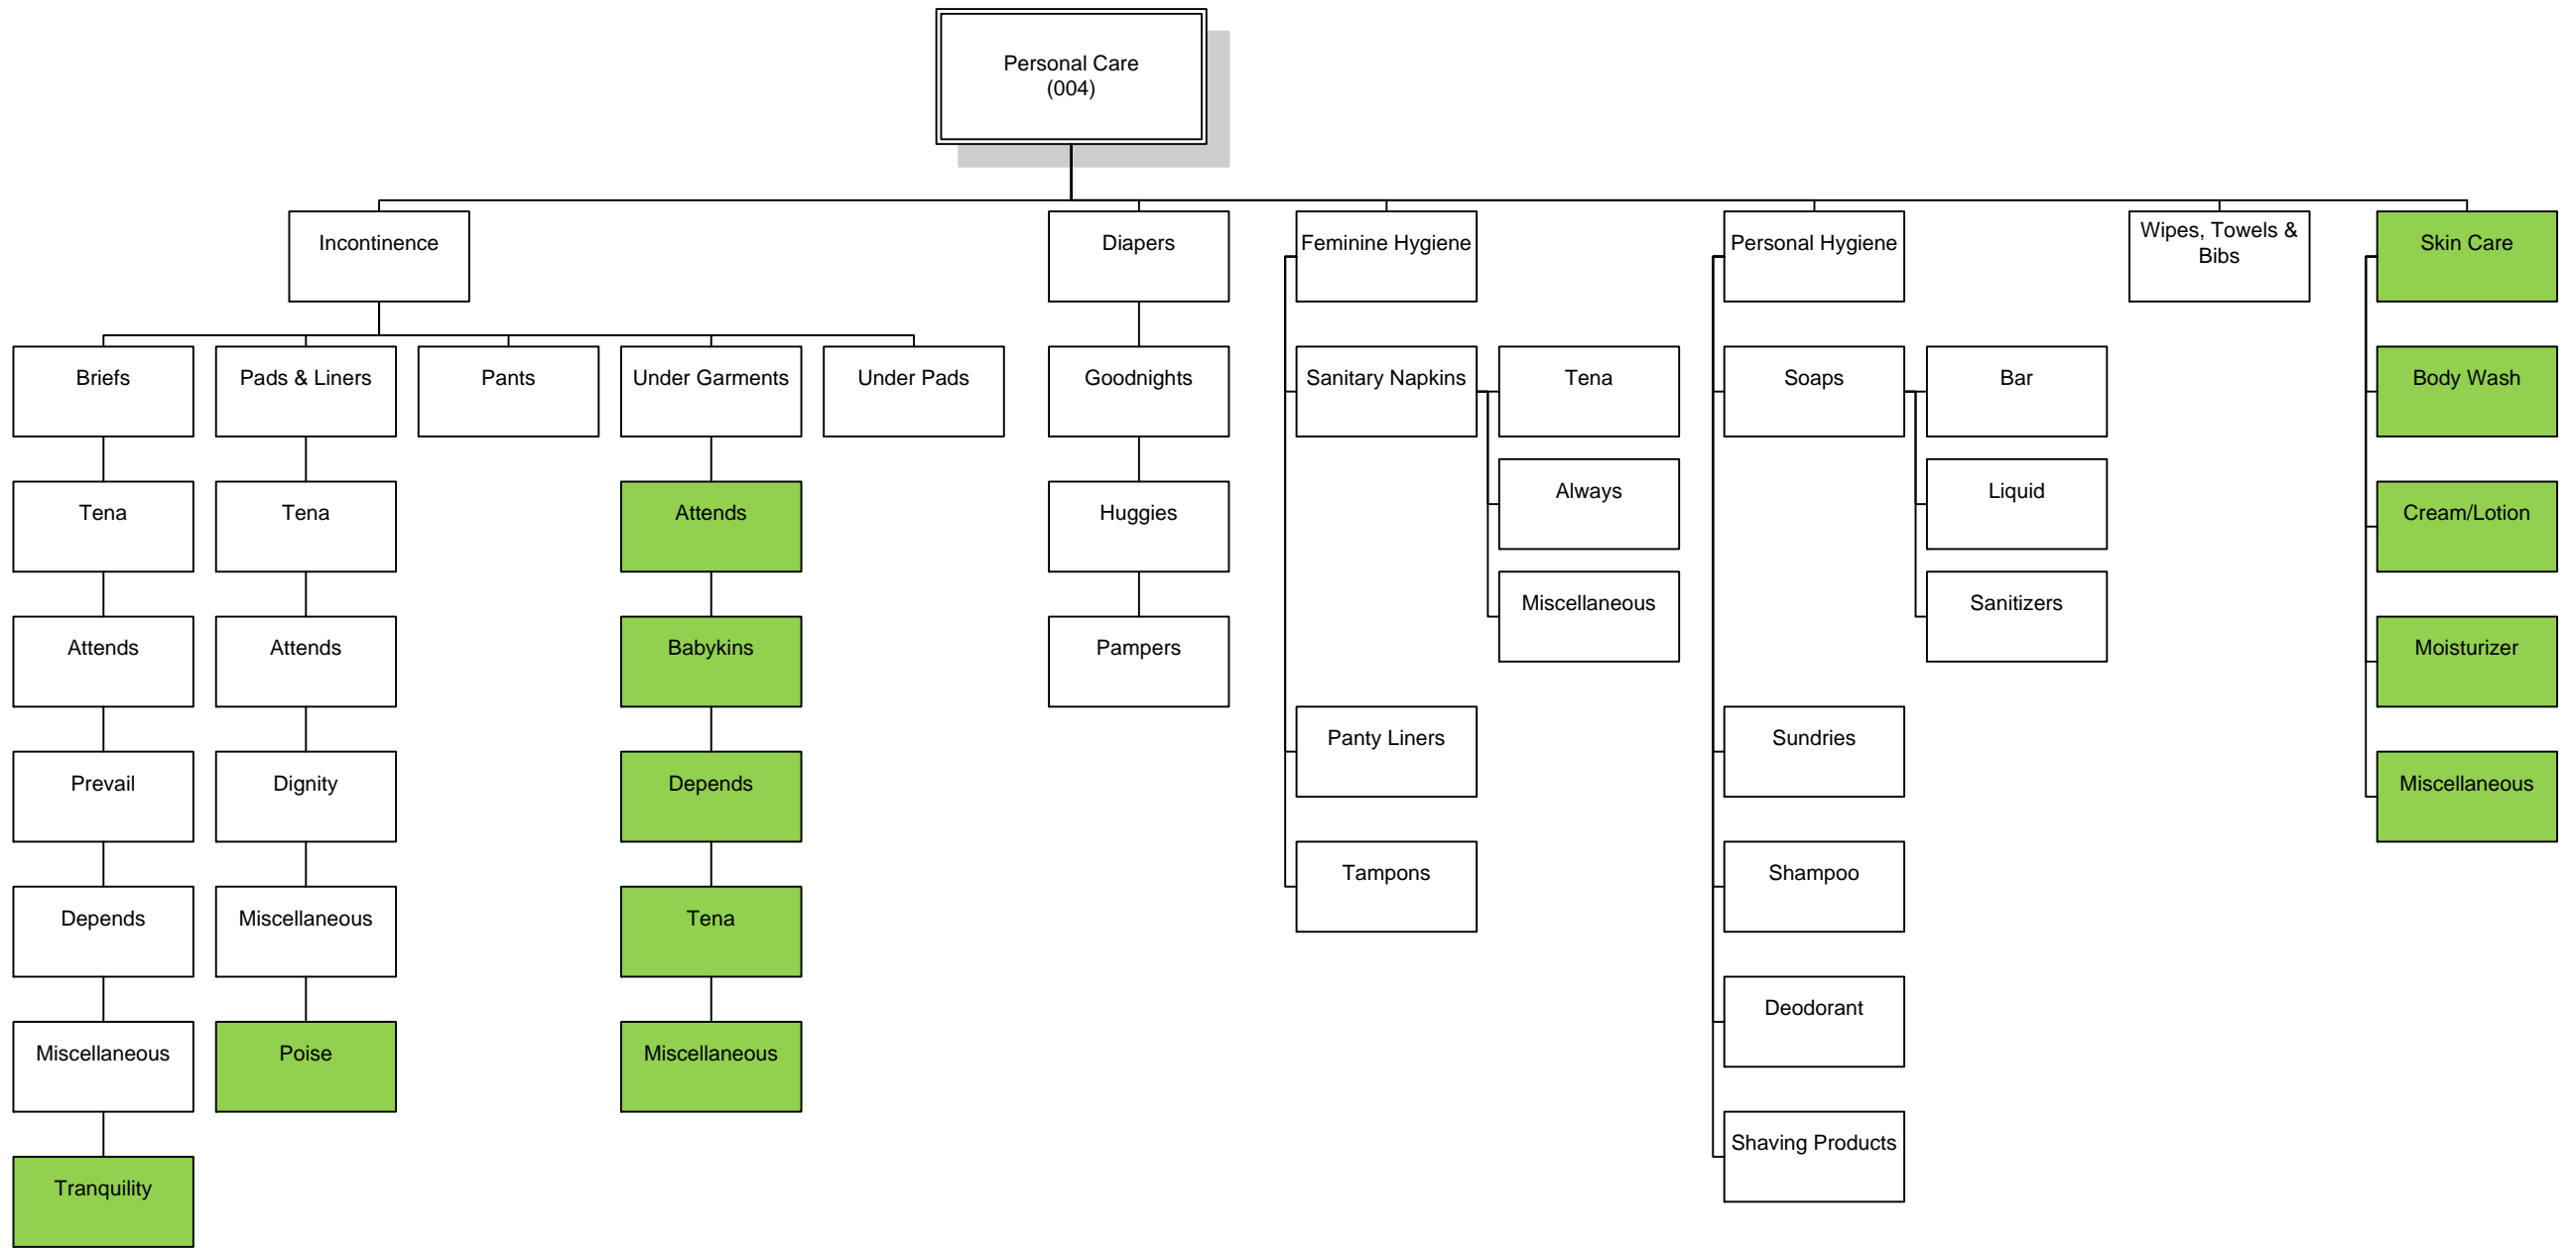 Personal Care
(004)
Incontinence
Diapers
Feminine Hygiene
Personal Hygiene
Wipes, Towels &
Bibs
Skin Care
Briefs
Pads & Liners
Pants
Under Garments
Under Pads
Goodnights
Sanitary Napkins
Tena
Soaps
Bar
Body Wash
Tena
Tena
Attends
Huggies
Always
Liquid
Cream/Lotion
Attends
Attends
Babykins
Pampers
Miscellaneous
Sanitizers
Moisturizer
Prevail
Dignity
Depends
Panty Liners
Sundries
Miscellaneous
Depends
Miscellaneous
Tena
Tampons
Shampoo
Miscellaneous
Poise
Miscellaneous
Deodorant
Tranquility
Shaving Products